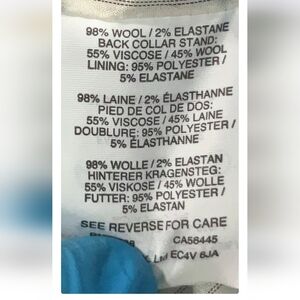 98% WOOL / 2% ELASTANE
BACK COLLAR STAND:
55% VISCOSE / 45% WOOL
LINING: 95% POLYESTER /
5% ELASTANE
98% LAINE / 2% ÉLASTHANNE
PIED DE COL DE DOS:
55% VISCOSE / 45% LAINE
DOUBLURE: 95% POLYESTER /
5% ÉLASTHANNE
98% WOLLE / 2% ELASTAN
HINTERER KRAGENSTEG:
55% VISKOSE / 45% WOLLE
FUTTER: 95% POLYESTER /
5% ELASTAN
SEE REVERSE FOR CARE
CA56445
Ltd EC4V 6JA